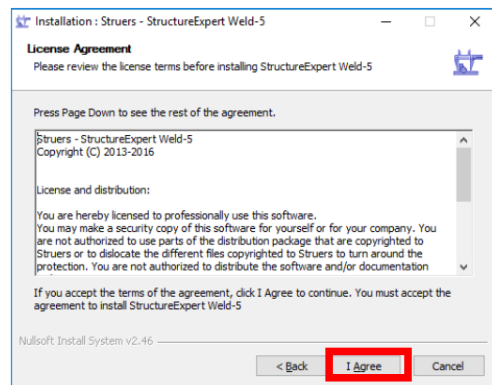 Installation : Struers - StructureExpert Weld-5
License Agreement
Please review the license terms before installing StructureExpert Weld-5
Press Page Down to see the rest of the agreement.
Struers - StructureExpert Weld-5
Copyright (C) 2013-2016
License and distribution:
You are hereby licensed to professionally use this software.
You may make a security copy of this software for yourself or for your company. You
are not authorized to use parts of the distribution package that are copyrighted to
Struers or to dislocate the different files copyrighted to Struers to turn around the
protection. You are not authorized to distribute the software and/or documentation
If you accept the terms of the agreement, click I Agree to continue. You must accept the
agreement to install StructureExpert Weld-5
Nullsoft Install System v2.46
< Back I Agree Cancel